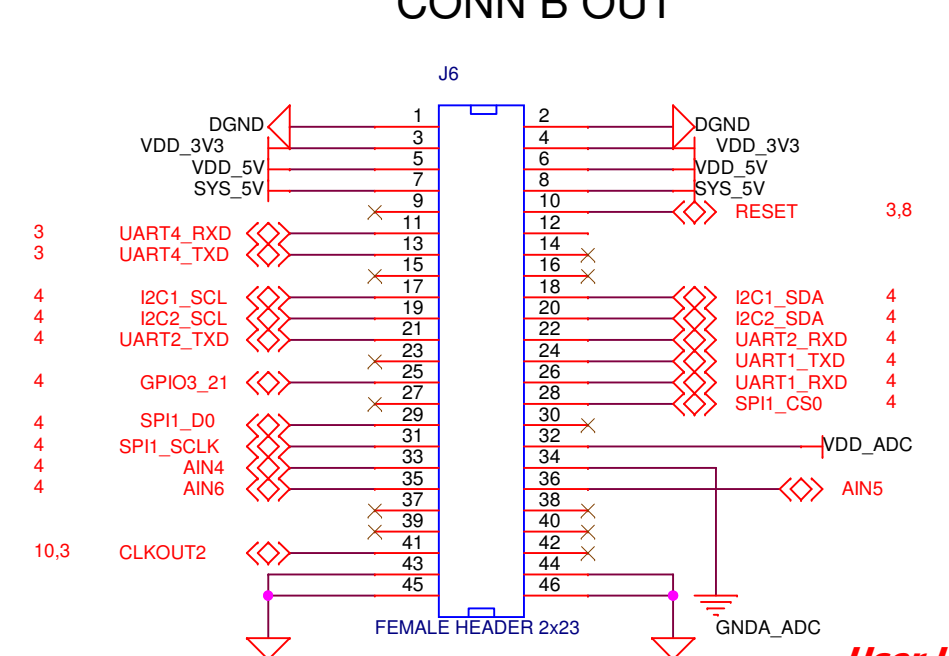 CONN B OUT
J6
1 2
DGND DGND
3 4
VDD_3V3 VDD_3V3
5 6
VDD_5V VDD_5V
7 8
SYS_5V SYS_5V
9 10 RESET 3,8
3 UART4_RXD 11 12
3 UART4_TXD 13 14
15 16
4 I2C1_SCL 17 18 I2C1_SDA 4
4 I2C2_SCL 19 20 I2C2_SDA 4
4 UART2_TXD 21 22 UART2_RXD 4
23 24 UART1_TXD 4
4 GPIO3_21 25 26 UART1_RXD 4
27 28 SPI1_CS0 4
4 SPI1_D0 29 30
4 SPI1_SCLK 31 32 VDD_ADC
4 AIN4 33 34
4 AIN6 35 36 AIN5
37 38
39 40
10,3 CLKOUT2 41 42
43 44
45 46
FEMALE HEADER 2x23 GNDA_ADC